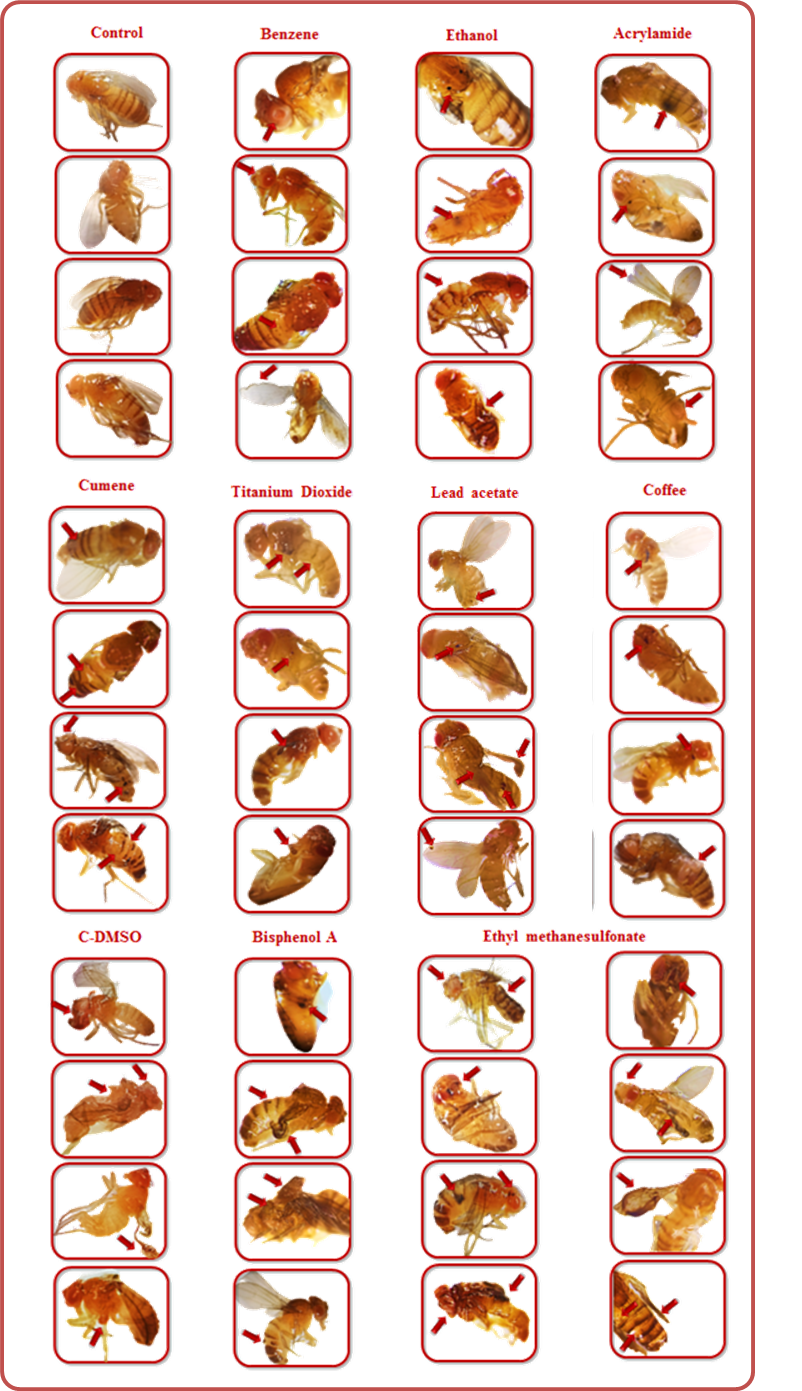 Control
Benzene
Ethanol
Acrylamide
Cumene
Titanium Dioxide
Lead acetate
Coffee
C-DMSO
Bisphenol A
Ethyl methanesulfonate